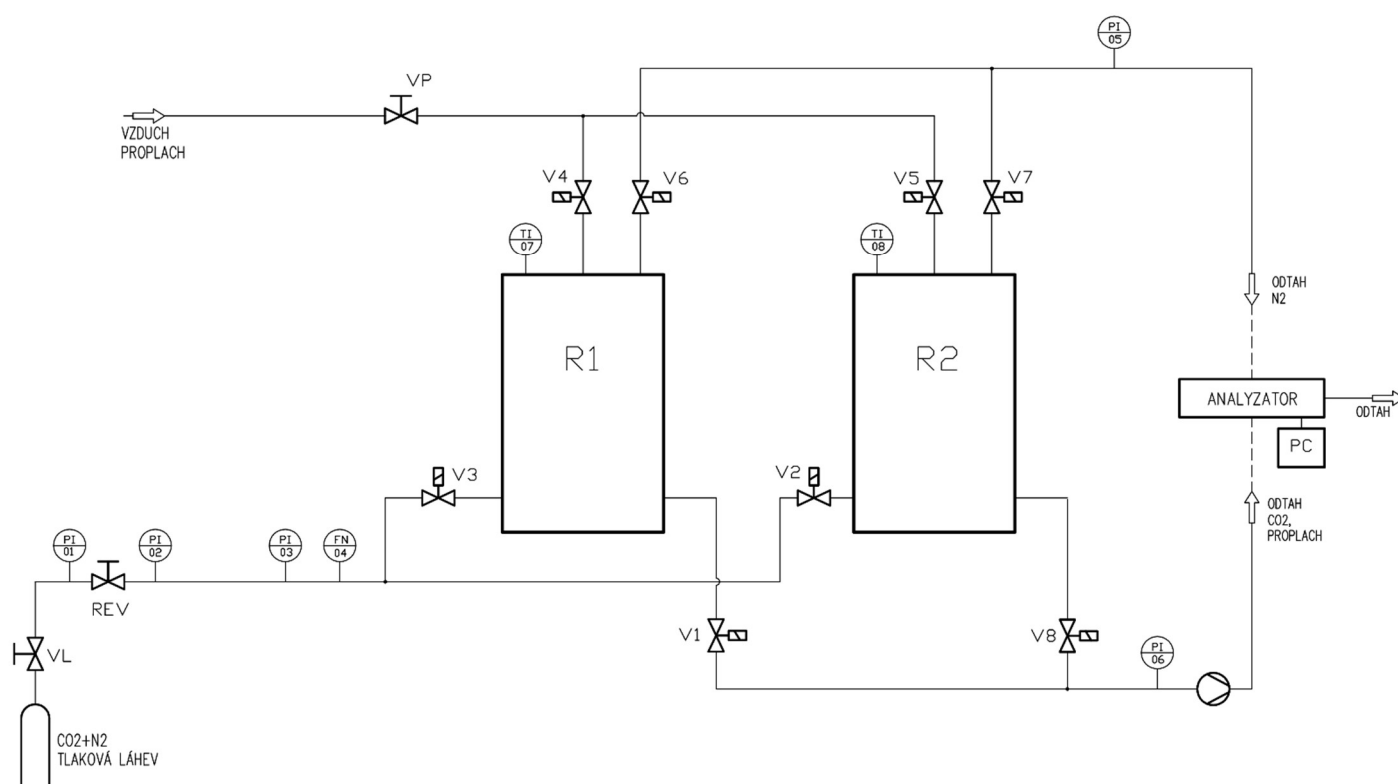 PI
05
VP
VZDUCH
PROPLACH
V4
V6
V5
V7
TI
07
TI
08
ODTAH
N2
R1
R2
ANALYZATOR
ODTAH
PC
V3
V2
ODTAH
CO2,
PROPLACH
PI
01
PI
02
PI
03
FN
04
REV
V1
V8
VL
PI
06
CO2+N2
TLAKOVÁ LÁHEV